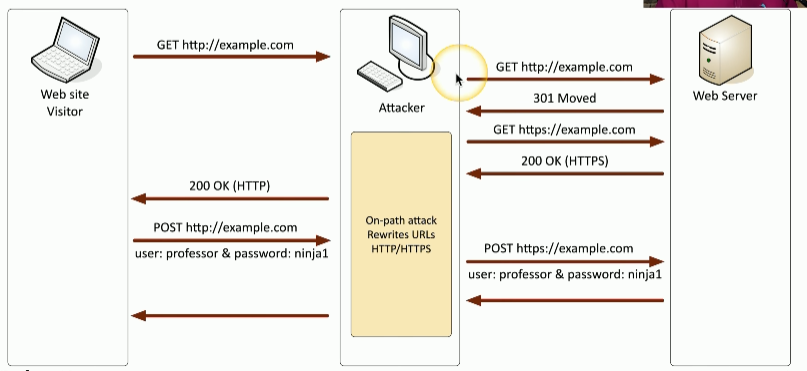 GET http://example.com
Web site
Visitor
Attacker
GET http://example.com
Web Server
301 Moved
GET https://example.com
200 OK (HTTPS)
200 OK (HTTP)
On-path attack
Rewrites URLs
HTTP/HTTPS
POST http://example.com
user: professor & password: ninja1
POST https://example.com
user: professor & password: ninja1